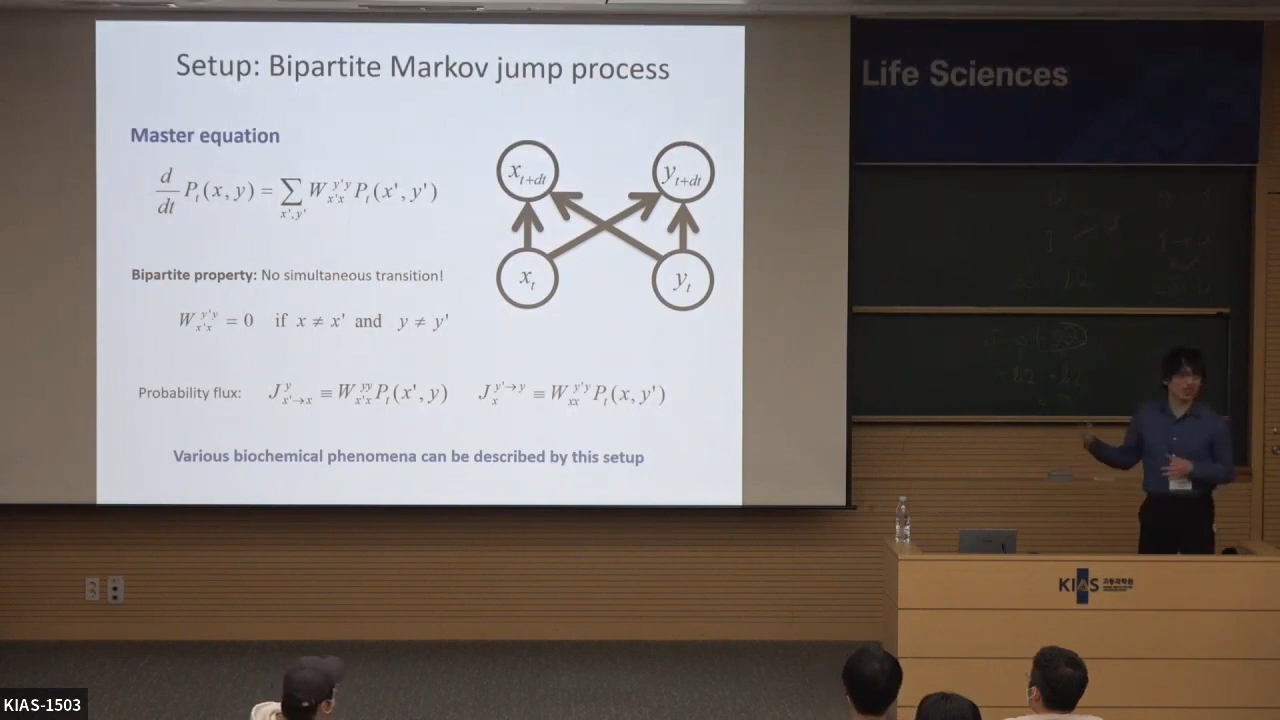 Setup: Bipartite Markov jump process
Master equation
d/dt P_t(x, y) = Σ_{x',y'} W_{x'x}^{y'y} P_t(x', y')
x_{t+dt} y_{t+dt}
x_t y_t
Bipartite property: No simultaneous transition!
W_{x'x}^{y'y} = 0 if x ≠ x' and y ≠ y'
Probability flux: J_{x'→x}^{y} ≡ W_{x'x}^{yy} P_t(x', y) J_{x}^{y'→y} ≡ W_{xx}^{y'y} P_t(x, y')
Various biochemical phenomena can be described by this setup
Life Sciences
KIAS 고등과학원
KIAS-1503